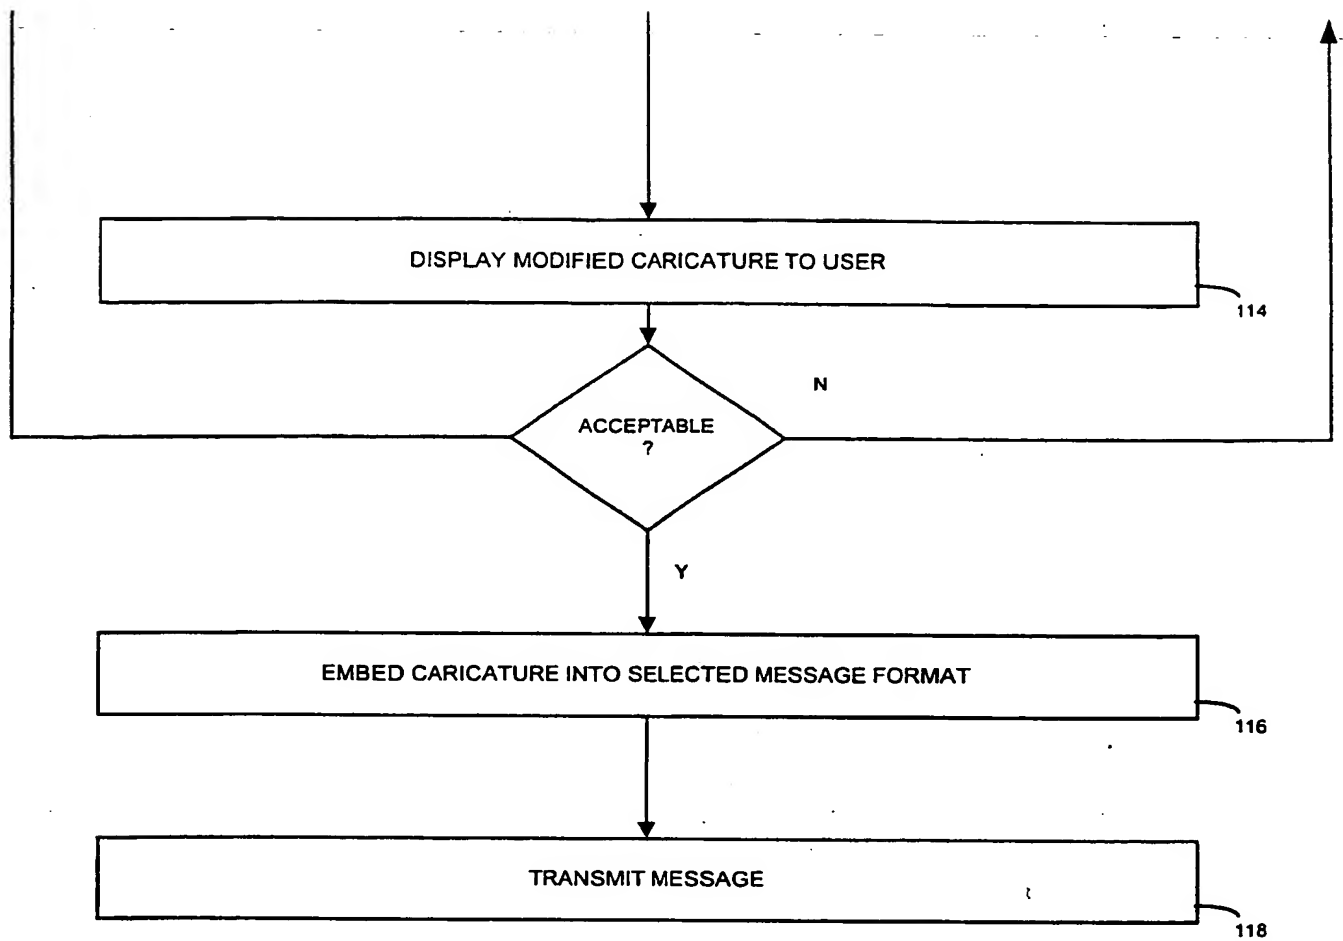 DISPLAY MODIFIED CARICATURE TO USER
114
N
ACCEPTABLE
?
Y
EMBED CARICATURE INTO SELECTED MESSAGE FORMAT
116
TRANSMIT MESSAGE
118